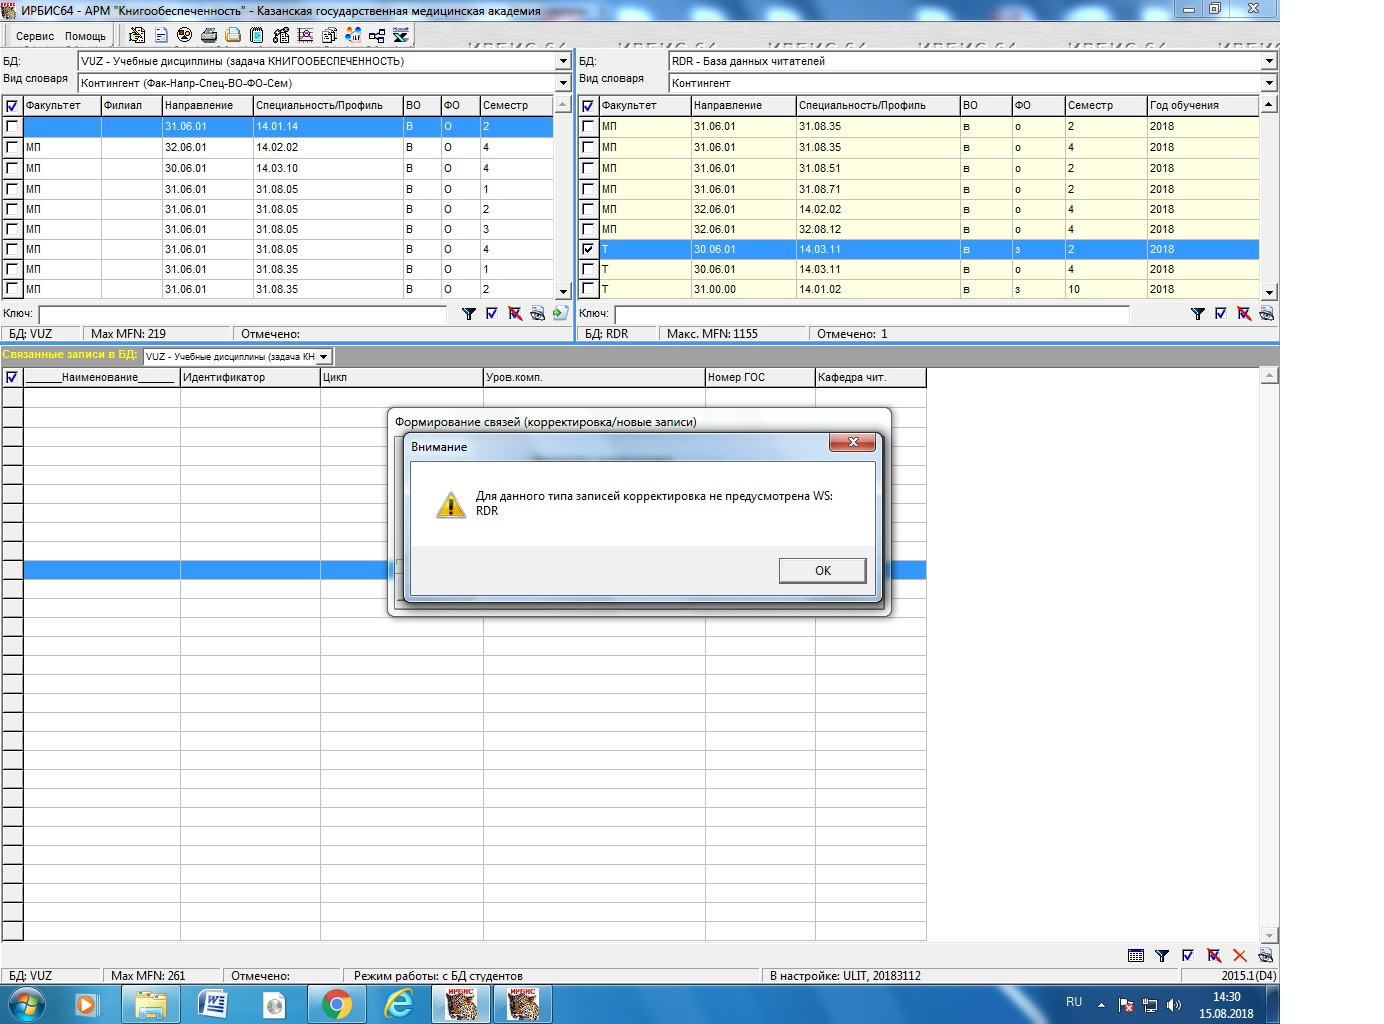 ИРБИС64 - АРМ "Книгообеспеченность" - Казанская государственная медицинская академия
Сервис Помощь
БД: VUZ - Учебные дисциплины (задача КНИГООБЕСПЕЧЕННОСТЬ)
Вид словаря Контингент (Фак-Напр-Спец-ВО-ФО-Сем)
Факультет Филиал Направление Специальность/Профиль ВО ФО Семестр
31.06.01 14.01.14 В О 2
МП 32.06.01 14.02.02 В О 4
МП 30.06.01 14.03.10 В О 4
МП 31.06.01 31.08.05 В О 1
МП 31.06.01 31.08.05 В О 2
МП 31.06.01 31.08.05 В О 3
МП 31.06.01 31.08.05 В О 4
МП 31.06.01 31.08.35 В О 1
МП 31.06.01 31.08.35 В О 2
Ключ:
БД: VUZ Max MFN: 219 Отмечено:
БД: RDR - База данных читателей
Вид словаря Контингент
Факультет Направление Специальность/Профиль ВО ФО Семестр Год обучения
МП 31.06.01 31.08.35 в о 2 2018
МП 31.06.01 31.08.35 в о 4 2018
МП 31.06.01 31.08.51 в о 2 2018
МП 31.06.01 31.08.71 в о 2 2018
МП 32.06.01 14.02.02 в о 4 2018
МП 32.06.01 32.08.12 в о 4 2018
Т 30.06.01 14.03.11 в з 2 2018
Т 30.06.01 14.03.11 в о 4 2018
Т 31.00.00 14.01.02 в з 10 2018
Ключ:
БД: RDR Макс. MFN: 1155 Отмечено: 1
Связанные записи в БД: VUZ - Учебные дисциплины (задача КН
______Наименование______ Идентификатор Цикл Уров.комп. Номер ГОС Кафедра чит.
Формирование связей (корректировка/новые записи)
Внимание
Для данного типа записей корректировка не предусмотрена WS:
RDR
OK
БД: VUZ Max MFN: 261 Отмечено: Режим работы: с БД студентов В настройке: ULIT, 20183112 2015.1(D4)
ИРБИС ИРБИС
RU
14:30
15.08.2018